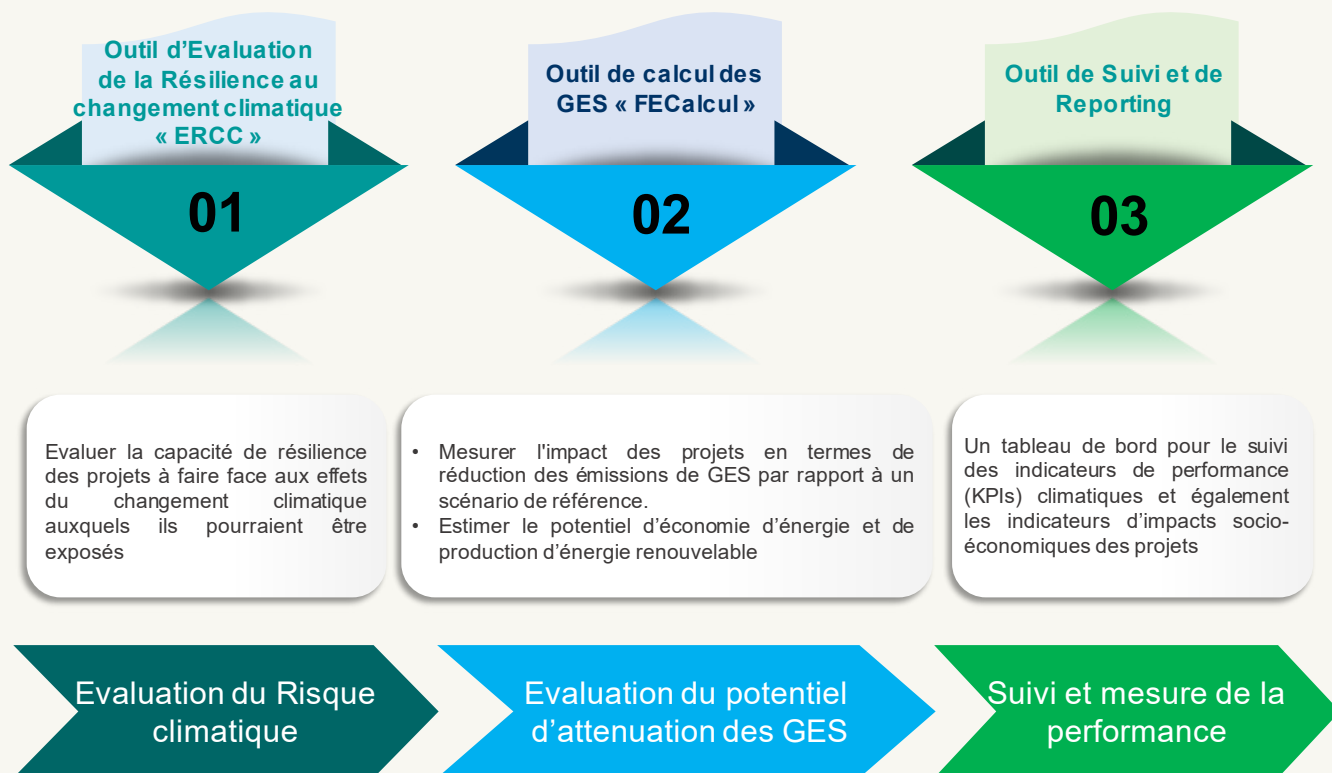 Outil d'Evaluation
de la Résilience au
changement climatique
« ERCC »
01
Outil de calcul des
GES « FECalcul »
02
Outil de Suivi et de
Reporting
03
Evaluer la capacité de résilience
des projets à faire face aux effets
du changement climatique
auxquels ils pourraient être
exposés
• Mesurer l'impact des projets en termes de
réduction des émissions de GES par rapport à un
scénario de référence.
• Estimer le potentiel d'économie d'énergie et de
production d'énergie renouvelable
Un tableau de bord pour le suivi
des indicateurs de performance
(KPIs) climatiques et également
les indicateurs d'impacts socio-
économiques des projets
Evaluation du Risque
climatique
Evaluation du potentiel
d'attenuation des GES
Suivi et mesure de la
performance